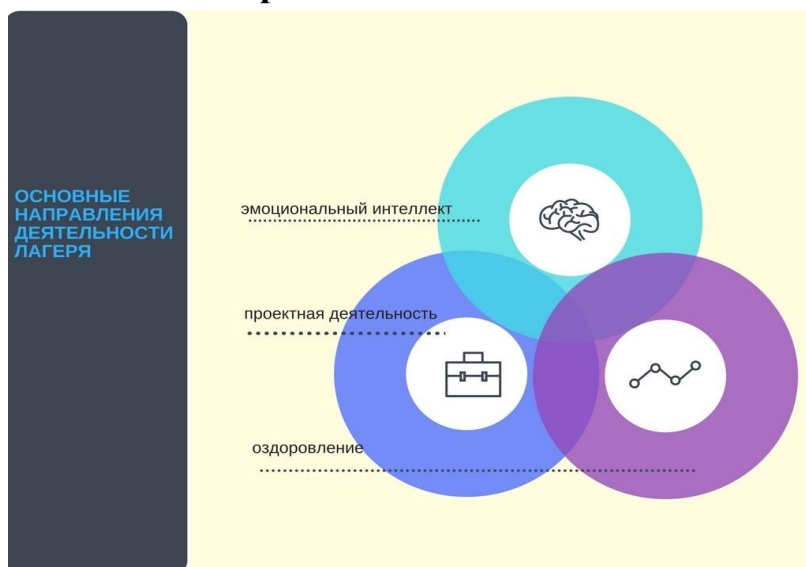 ОСНОВНЫЕ
НАПРАВЛЕНИЯ
ДЕЯТЕЛЬНОСТИ
ЛАГЕРЯ
эмоциональный интеллект
проектная деятельность
оздоровление